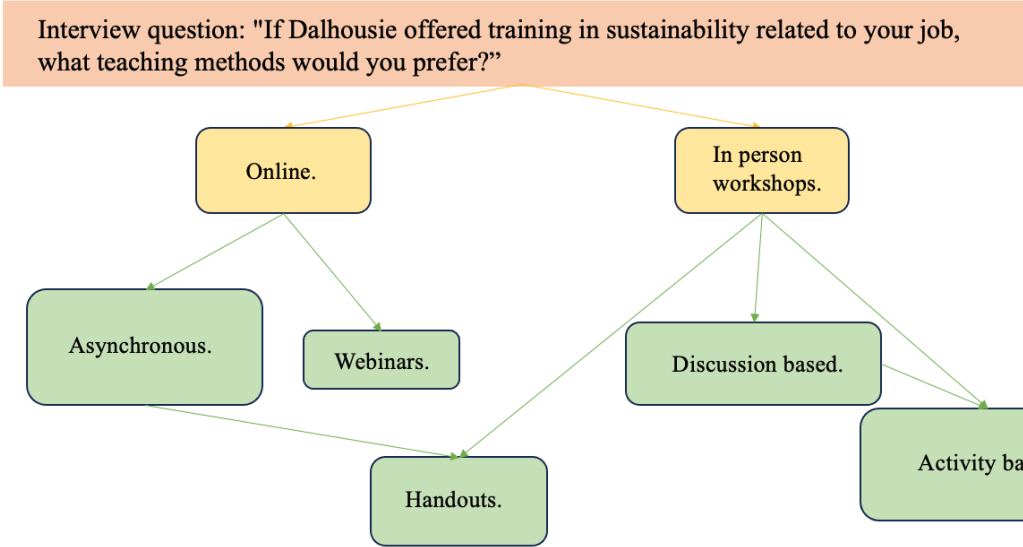 Interview question: "If Dalhousie offered training in sustainability related to your job,
what teaching methods would you prefer?”
Online.
In person
workshops.
Asynchronous.
Webinars.
Discussion based.
Activity ba
Handouts.